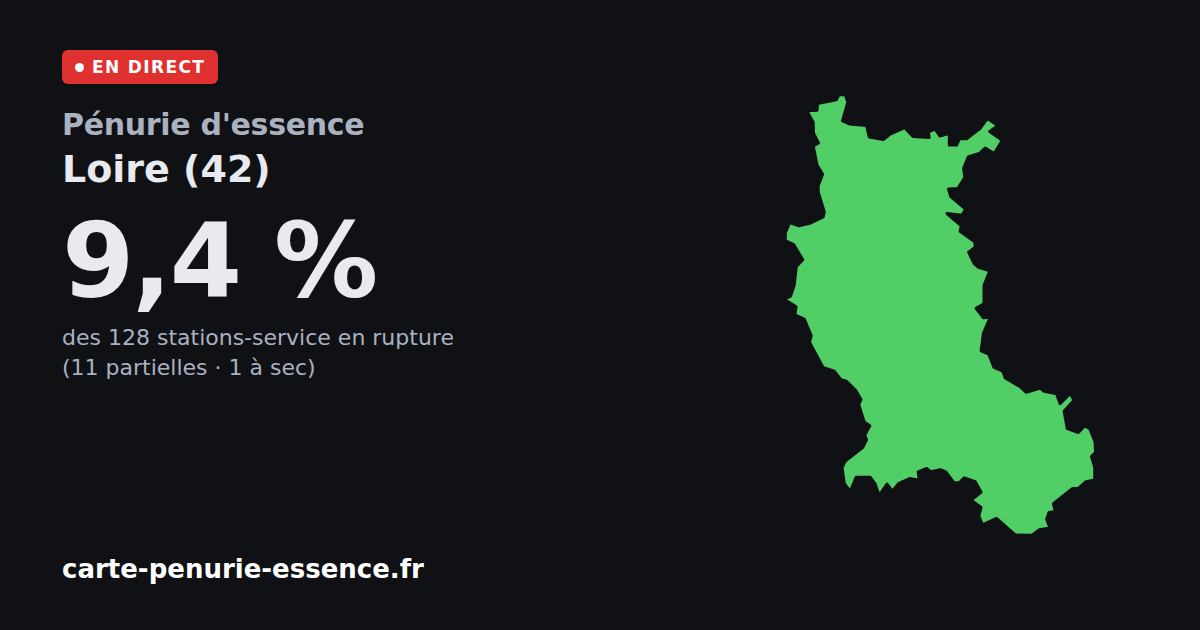 EN DIRECT
Pénurie d'essence
Loire (42)
9,4 %
des 128 stations-service en rupture
(11 partielles · 1 à sec)
carte-penurie-essence.fr